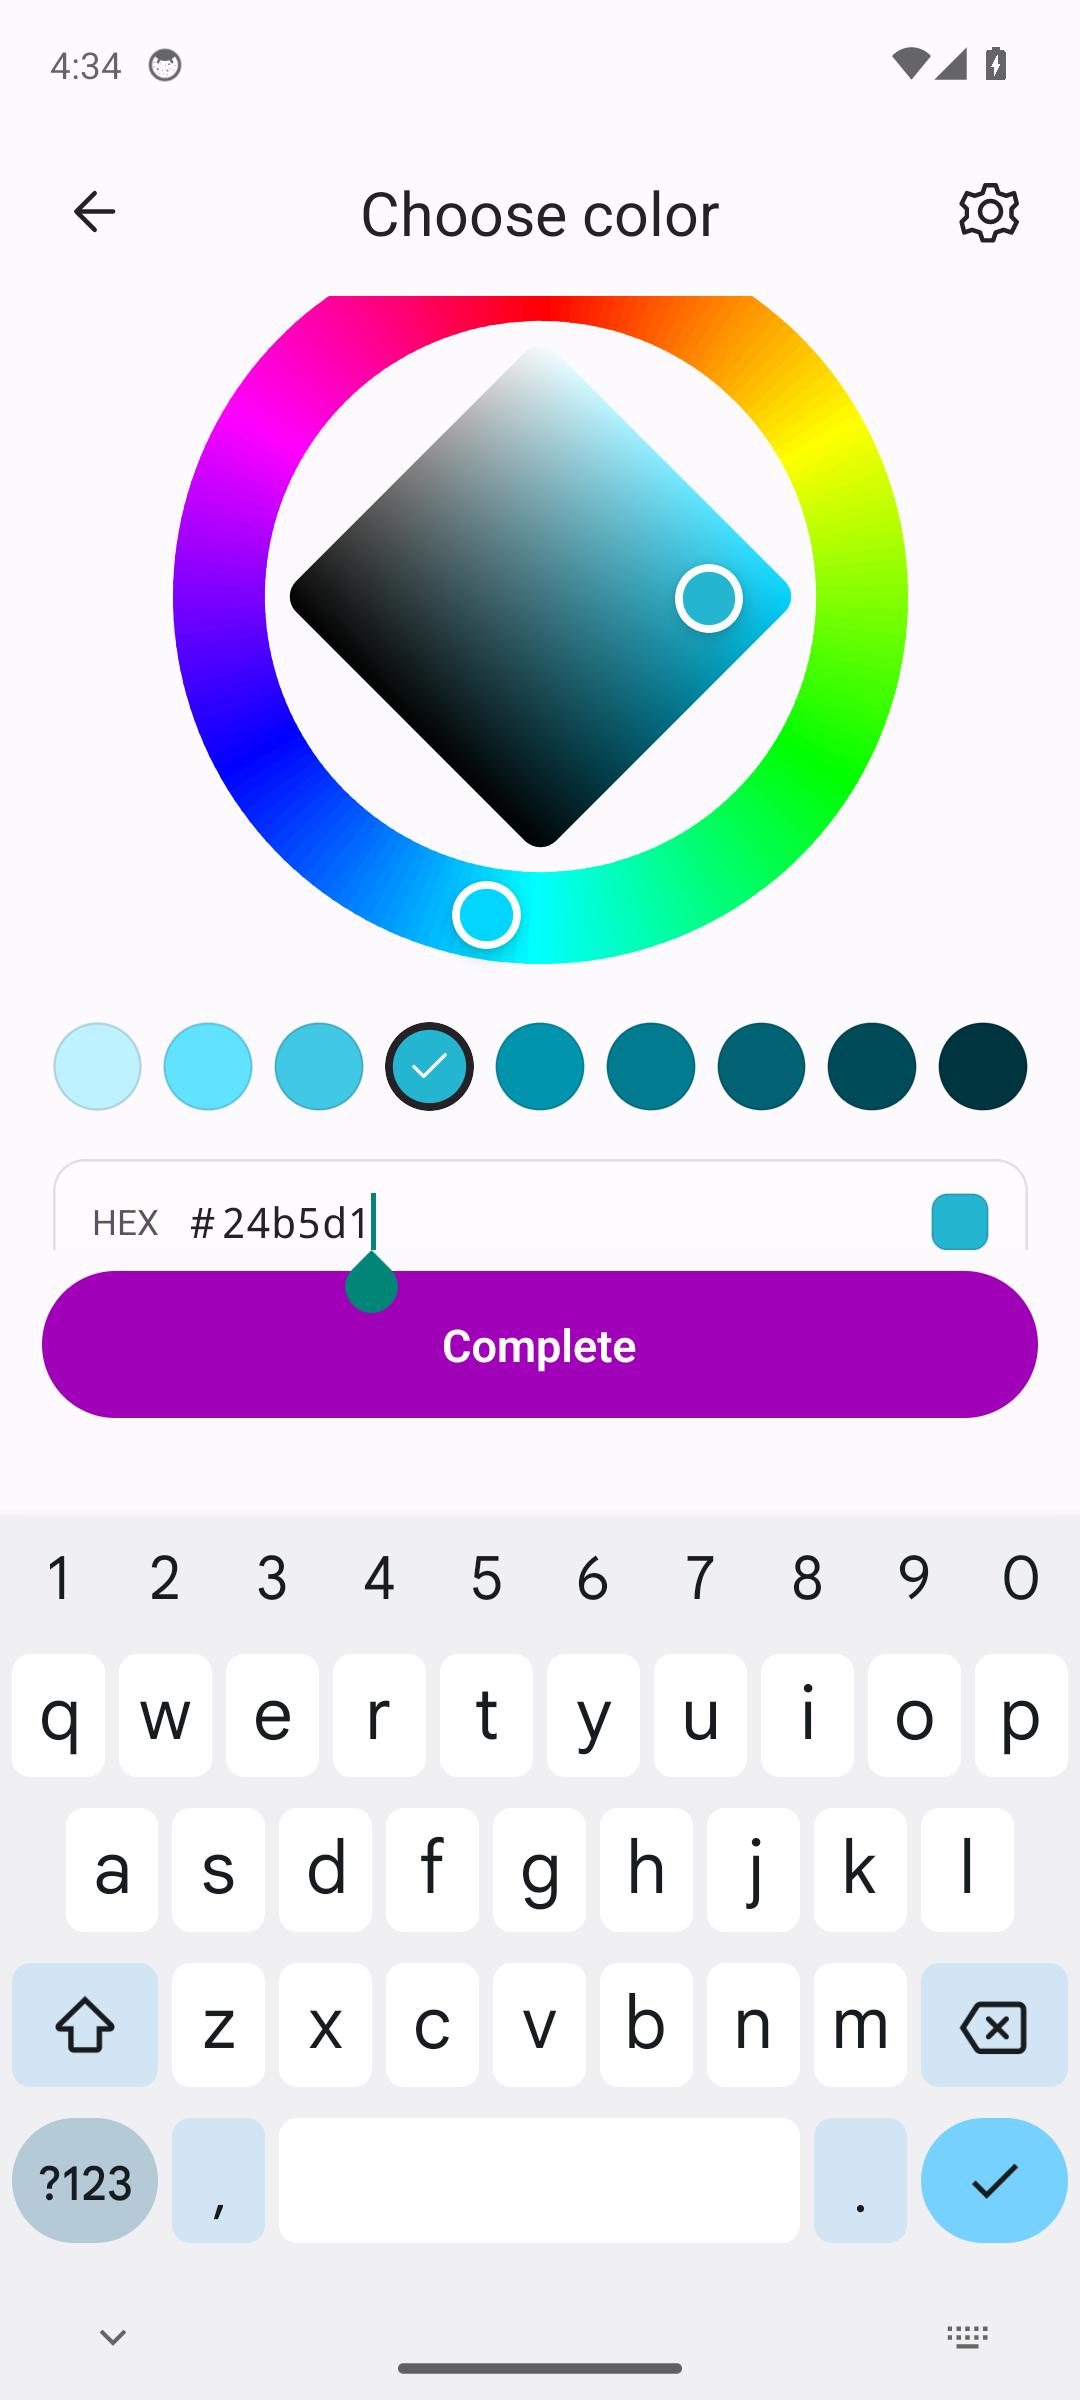 4:34
Choose color
HEX #24b5d1
Complete
1 2 3 4 5 6 7 8 9 0
q w e r t y u i o p
a s d f g h j k l
z x c v b n m
?123 , .